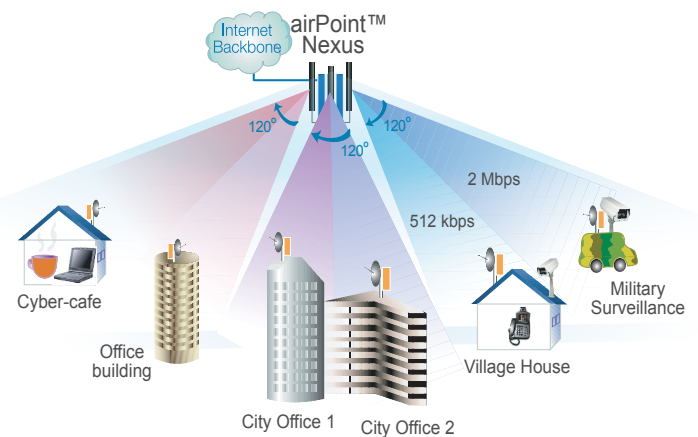 Internet
Backbone
airPoint™
Nexus
120°
120°
120°
2 Mbps
512 kbps
Cyber-cafe
Office
building
City Office 1
City Office 2
Village House
Military
Surveillance